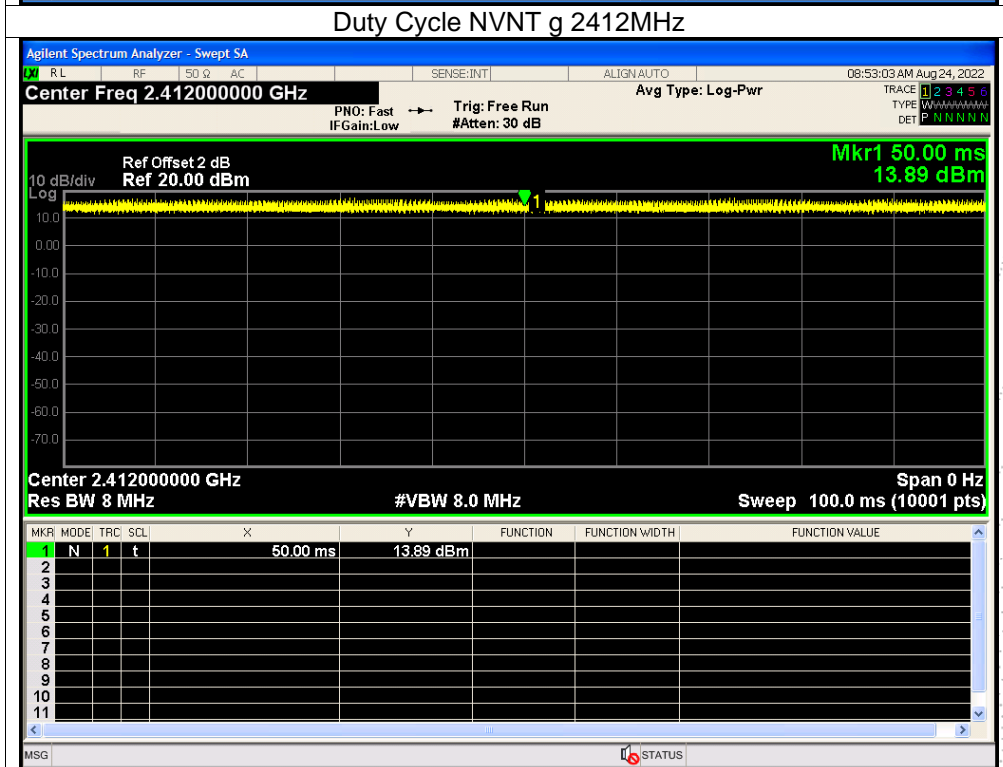 Duty Cycle NVNT g 2412MHz
Agilent Spectrum Analyzer - Swept SA
LXI RL RF 50 Ω AC SENSE:INT ALIGN AUTO 08:53:03 AM Aug 24, 2022
Center Freq 2.412000000 GHz Avg Type: Log-Pwr TRACE 1 2 3 4 5 6
PNO: Fast Trig: Free Run TYPE
IFGain:Low #Atten: 30 dB DET P N N N N N
Mkr1 50.00 ms
Ref Offset 2 dB
10 dB/div Ref 20.00 dBm 13.89 dBm
Log
1
10.0
0.00
-10.0
-20.0
-30.0
-40.0
-50.0
-60.0
-70.0
Center 2.412000000 GHz Span 0 Hz
Res BW 8 MHz #VBW 8.0 MHz Sweep 100.0 ms (10001 pts)
MKR MODE TRC SCL X Y FUNCTION FUNCTION WIDTH FUNCTION VALUE
1 N 1 t 50.00 ms 13.89 dBm
2
3
4
5
6
7
8
9
10
11
MSG STATUS